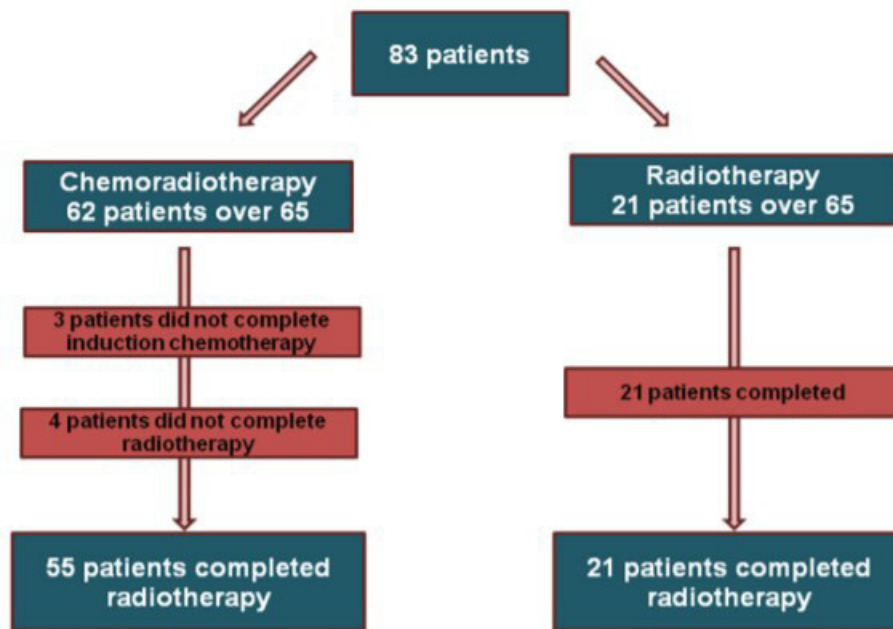 83 patients
Chemoradiotherapy
62 patients over 65
Radiotherapy
21 patients over 65
3 patients did not complete
induction chemotherapy
21 patients completed
4 patients did not complete
radiotherapy
55 patients completed
radiotherapy
21 patients completed
radiotherapy